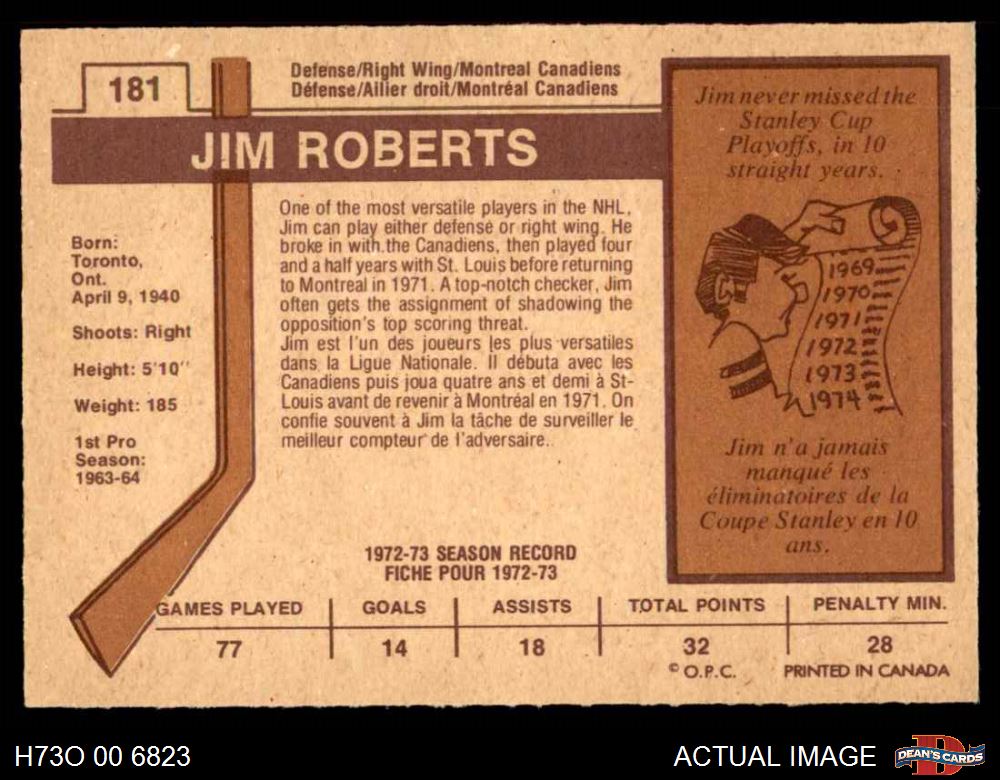 181
Defense/Right Wing/Montreal Canadiens
Défense/Ailier droit/Montréal Canadiens
JIM ROBERTS
Born:
Toronto,
Ont.
April 9, 1940
Shoots: Right
Height: 5'10''
Weight: 185
1st Pro
Season:
1963-64
One of the most versatile players in the NHL,
Jim can play either defense or right wing. He
broke in with the Canadiens, then played four
and a half years with St. Louis before returning
to Montreal in 1971. A top-notch checker, Jim
often gets the assignment of shadowing the
opposition's top scoring threat.
Jim est l'un des joueurs les plus versatiles
dans la Ligue Nationale. Il débuta avec les
Canadiens puis joua quatre ans et demi à St-
Louis avant de revenir à Montréal en 1971. On
confie souvent à Jim la tâche de surveiller le
meilleur compteur de l'adversaire.
Jim never missed the
Stanley Cup
Playoffs, in 10
straight years.
1969
1970
1971
1972
1973
1974
Jim n'a jamais
manqué les
éliminatoires de la
Coupe Stanley en 10
ans.
1972-73 SEASON RECORD
FICHE POUR 1972-73
GAMES PLAYED GOALS ASSISTS TOTAL POINTS PENALTY MIN.
77 14 18 32 28
© O.P.C. PRINTED IN CANADA
H73O 00 6823
ACTUAL IMAGE
D
DEAN'S CARDS